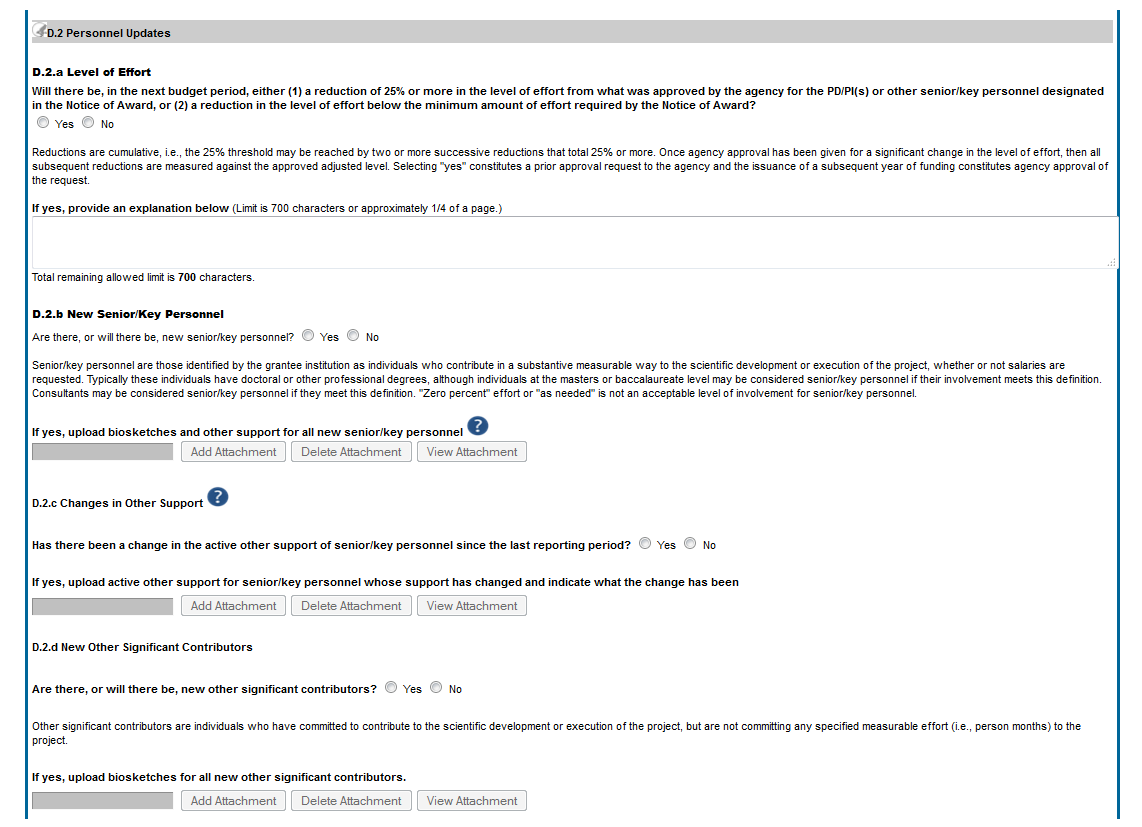 D.2 Personnel Updates
D.2.a Level of Effort
Will there be, in the next budget period, either (1) a reduction of 25% or more in the level of effort from what was approved by the agency for the PD/PI(s) or other senior/key personnel designated
in the Notice of Award, or (2) a reduction in the level of effort below the minimum amount of effort required by the Notice of Award?
Yes No
Reductions are cumulative, i.e., the 25% threshold may be reached by two or more successive reductions that total 25% or more. Once agency approval has been given for a significant change in the level of effort, then all
subsequent reductions are measured against the approved adjusted level. Selecting "yes" constitutes a prior approval request to the agency and the issuance of a subsequent year of funding constitutes agency approval of
the request.
If yes, provide an explanation below (Limit is 700 characters or approximately 1/4 of a page.)
Total remaining allowed limit is 700 characters.
D.2.b New Senior/Key Personnel
Are there, or will there be, new senior/key personnel? Yes No
Senior/key personnel are those identified by the grantee institution as individuals who contribute in a substantive measurable way to the scientific development or execution of the project, whether or not salaries are
requested. Typically these individuals have doctoral or other professional degrees, although individuals at the masters or baccalaureate level may be considered senior/key personnel if their involvement meets this definition.
Consultants may be considered senior/key personnel if they meet this definition. "Zero percent" effort or "as needed" is not an acceptable level of involvement for senior/key personnel.
If yes, upload biosketches and other support for all new senior/key personnel ?
Add Attachment Delete Attachment View Attachment
D.2.c Changes in Other Support ?
Has there been a change in the active other support of senior/key personnel since the last reporting period? Yes No
If yes, upload active other support for senior/key personnel whose support has changed and indicate what the change has been
Add Attachment Delete Attachment View Attachment
D.2.d New Other Significant Contributors
Are there, or will there be, new other significant contributors? Yes No
Other significant contributors are individuals who have committed to contribute to the scientific development or execution of the project, but are not committing any specified measurable effort (i.e., person months) to the
project.
If yes, upload biosketches for all new other significant contributors.
Add Attachment Delete Attachment View Attachment